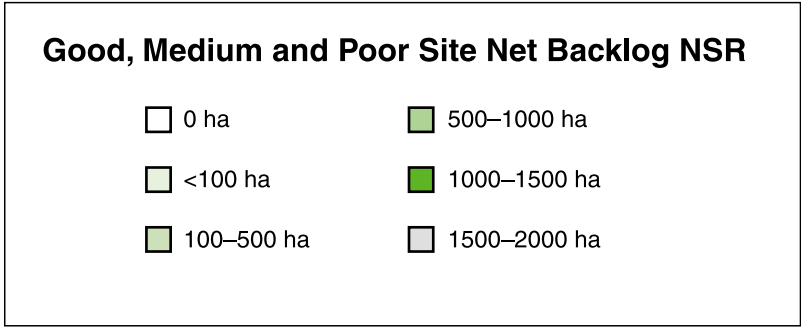 Good, Medium and Poor Site Net Backlog NSR
0 ha
<100 ha
100–500 ha
500–1000 ha
1000–1500 ha
1500–2000 ha